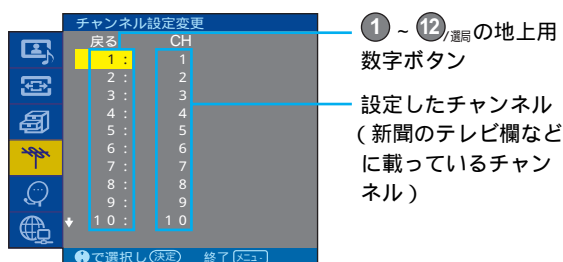 チャンネル設定変更
戻る CH
1 : 1
2 : 2
3 : 3
4 : 4
5 : 5
6 : 6
7 : 7
8 : 8
9 : 9
10 : 10
で選択し 決定 終了 メニュー
1 ~ 12/選局の地上用
数字ボタン
設定したチャンネル
(新聞のテレビ欄など
に載っているチャン
ネル)